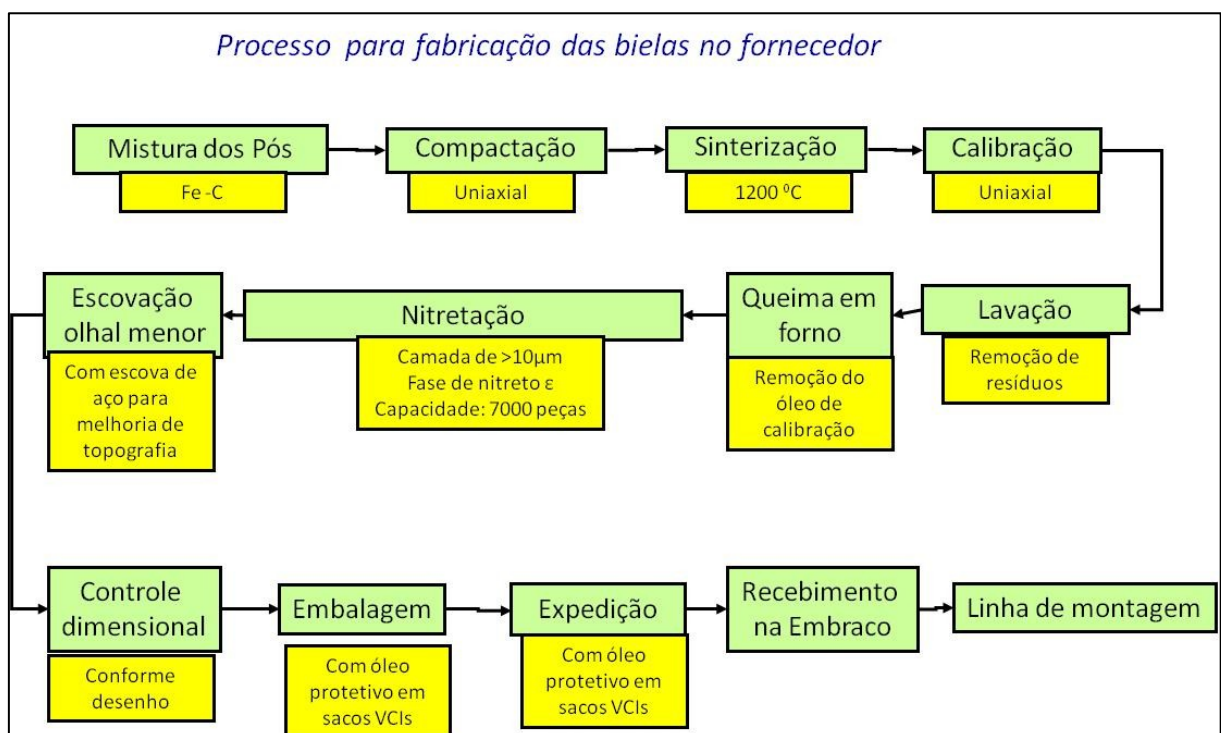 Processo para fabricação das bielas no fornecedor
Mistura dos Pós
Fe -C
Compactação
Uniaxial
Sinterização
1200 ⁰C
Calibração
Uniaxial
Escovação
olhal menor
Com escova de
aço para
melhoria de
topografia
Nitretação
Camada de >10µm
Fase de nitreto ε
Capacidade: 7000 peças
Queima em
forno
Remoção do
óleo de
calibração
Lavação
Remoção de
resíduos
Controle
dimensional
Conforme
desenho
Embalagem
Com óleo
protetivo em
sacos VCIs
Expedição
Com óleo
protetivo em
sacos VCIs
Recebimento
na Embraco
Linha de montagem